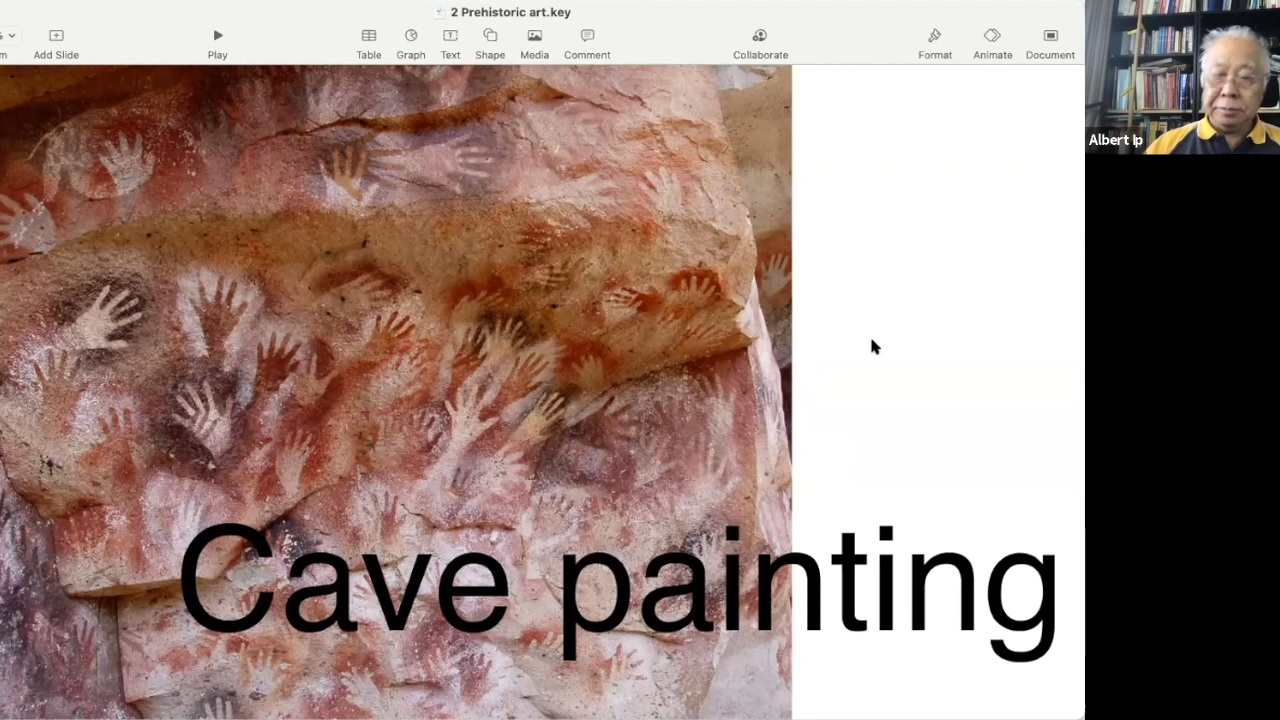 2 Prehistoric art.key
Add Slide
Play
Table
Graph
Text
Shape
Media
Comment
Collaborate
Format
Animate
Document
Albert Ip
Cave painting